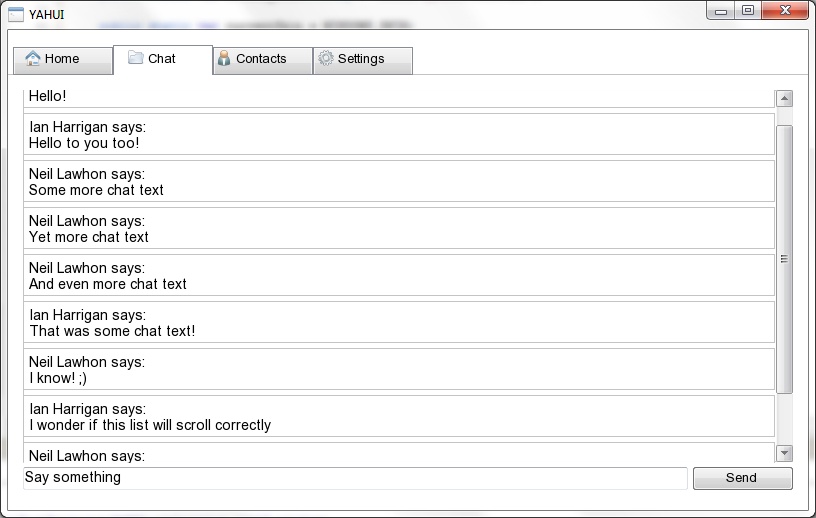 YAHUI
Home
Chat
Contacts
Settings
Hello!
Ian Harrigan says:
Hello to you too!
Neil Lawhon says:
Some more chat text
Neil Lawhon says:
Yet more chat text
Neil Lawhon says:
And even more chat text
Ian Harrigan says:
That was some chat text!
Neil Lawhon says:
I know! ;)
Ian Harrigan says:
I wonder if this list will scroll correctly
Neil Lawhon says:
Say something
Send